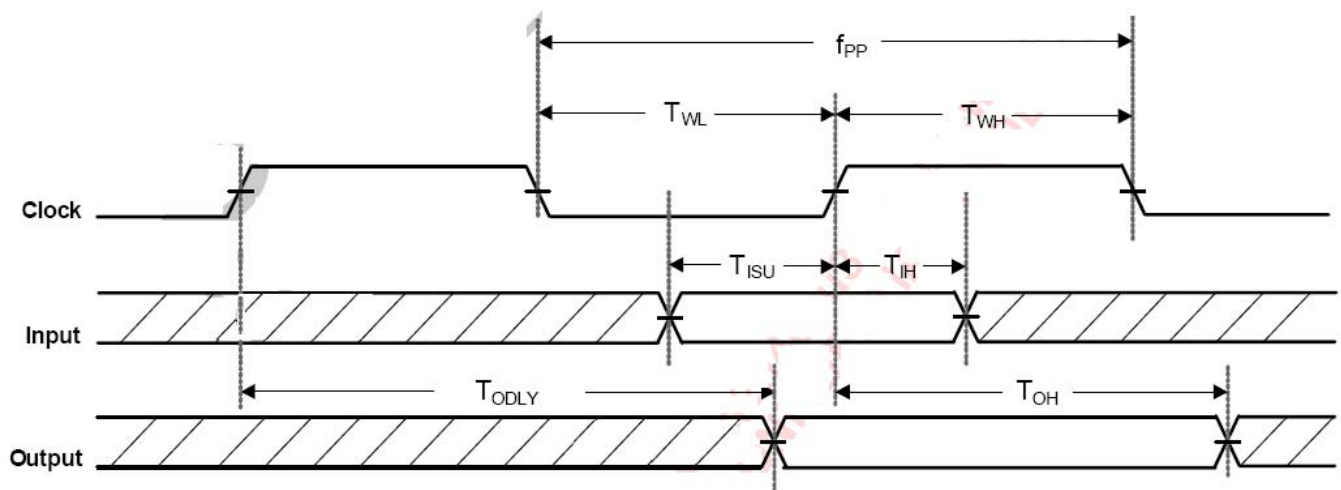 fPP
TWL
TWH
Clock
TISU
TIH
Input
TODLY
TOH
Output